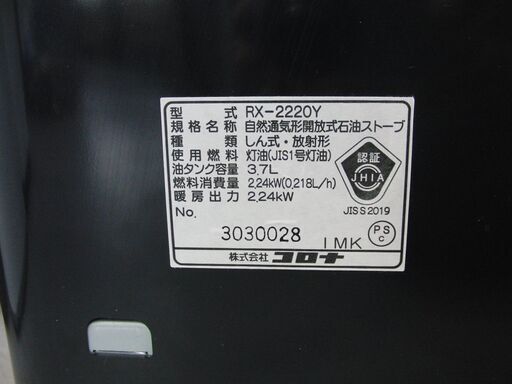 型式 RX-2220Y
規格名称 自然通気形開放式石油ストーブ
種類 しん式・放射形
使用燃料 灯油(JIS1号灯油)
油タンク容量 3.7L
燃料消費量 2.24kW(0.218L/h)
暖房出力 2.24kW
認証
JHIA
JIS S 2019
No.
3030028
1MK
PS
C
株式会社 コロナ